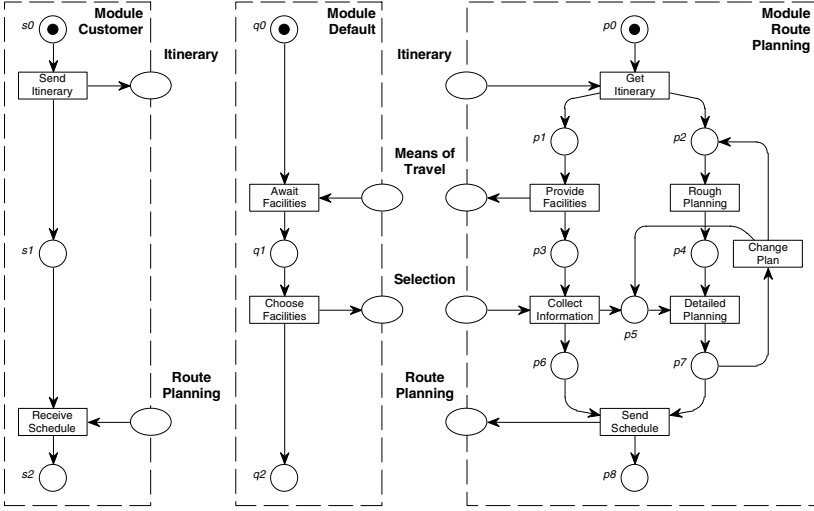 Module
Customer
s0
Send
Itinerary
Itinerary
s1
Route
Planning
Receive
Schedule
s2
Module
Default
q0
Await
Facilities
q1
Choose
Facilities
q2
Itinerary
Means of
Travel
Selection
Route
Planning
Module
Route
Planning
p0
Get
Itinerary
p1
p2
Provide
Facilities
Rough
Planning
p3
p4
Change
Plan
Collect
Information
p5
Detailed
Planning
p6
p7
Send
Schedule
p8